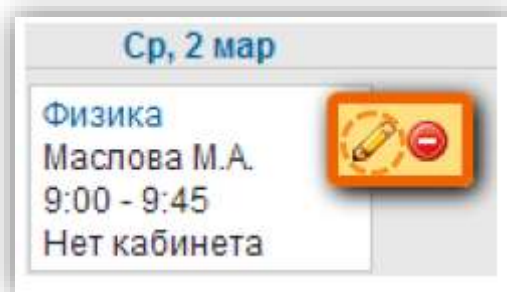 Ср, 2 мар
Физика
Маслова М.А.
9:00 - 9:45
Нет кабинета